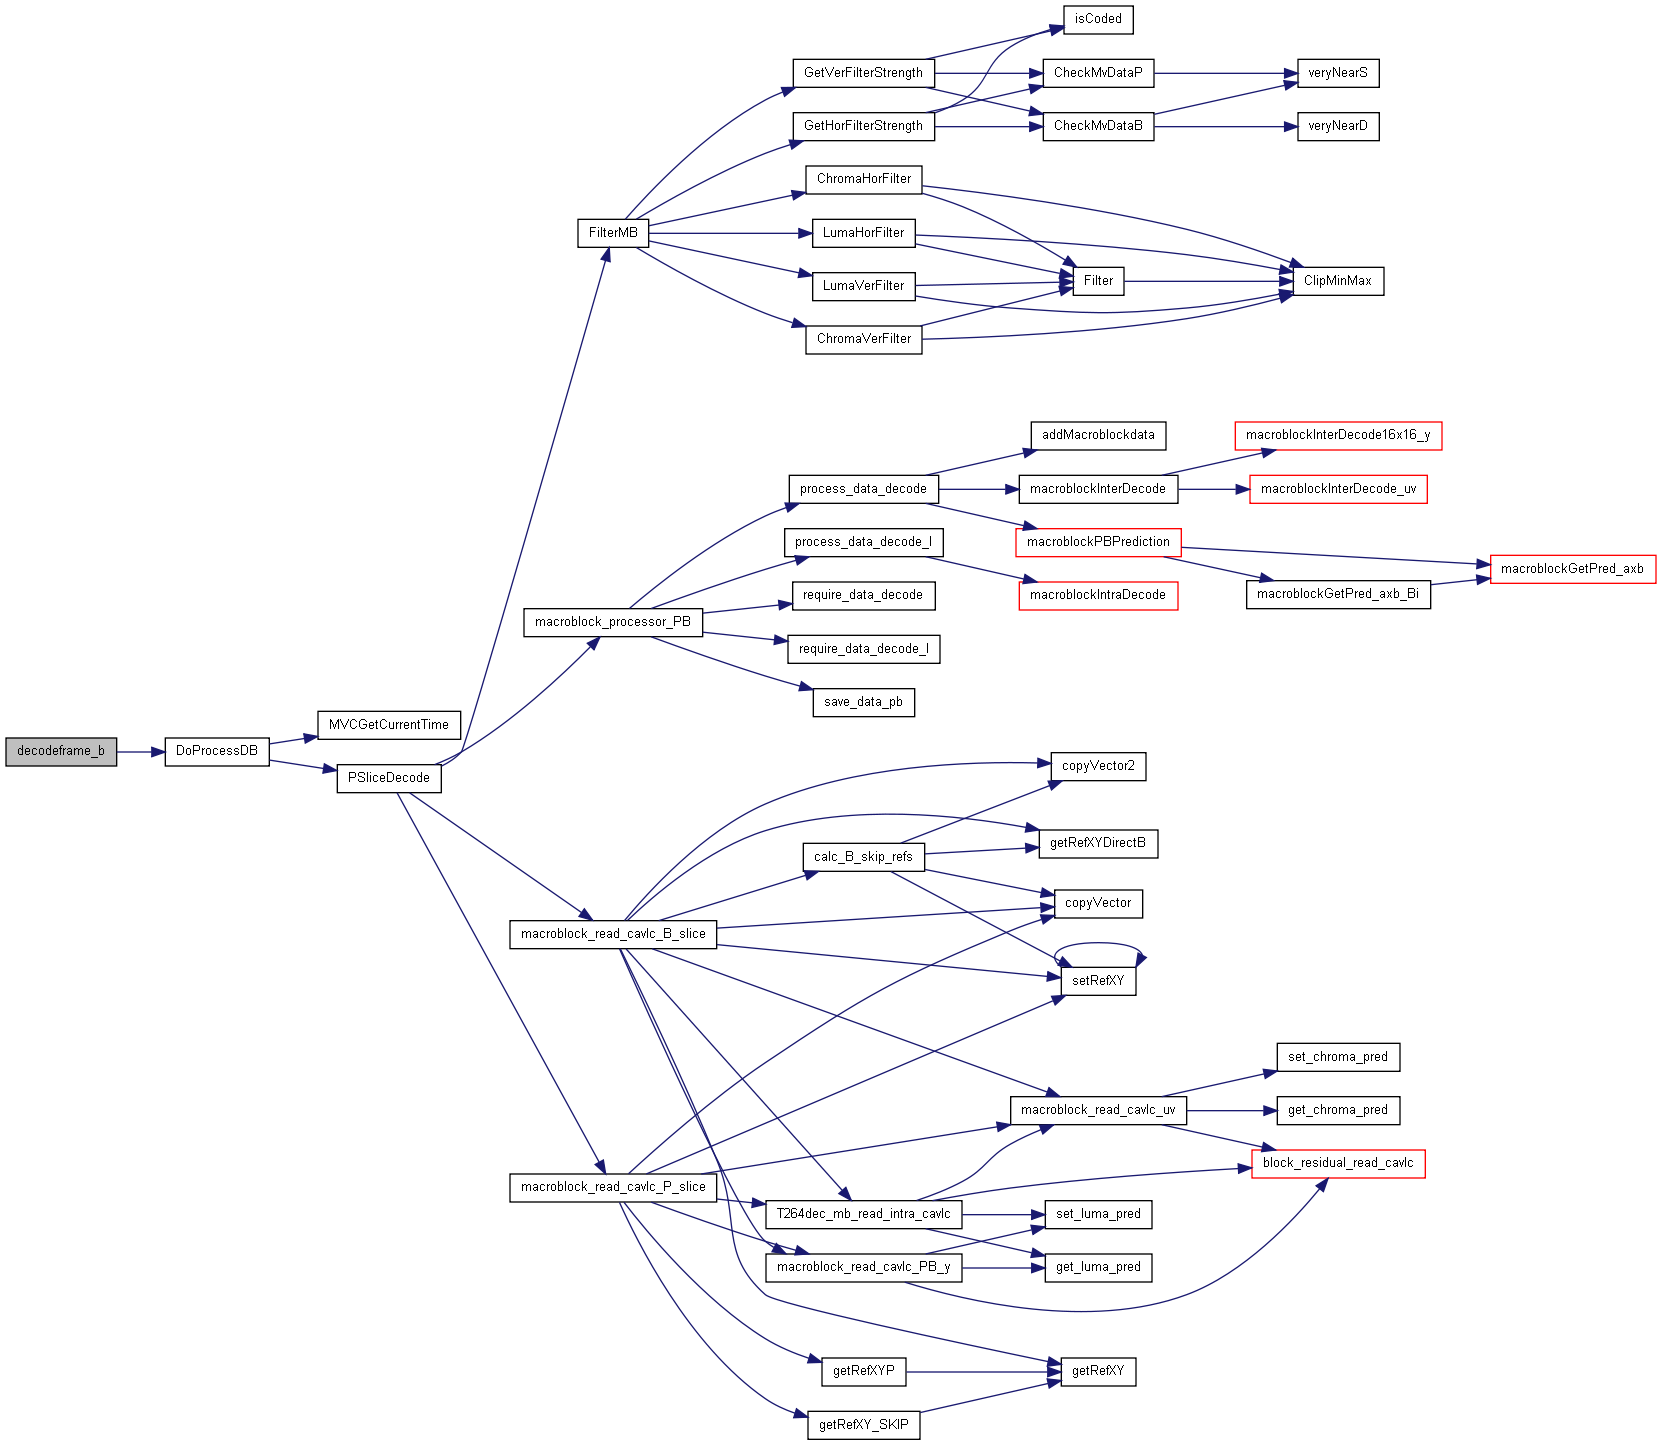 isCoded
GetVerFilterStrength
CheckMvDataP
veryNearS
GetHorFilterStrength
CheckMvDataB
veryNearD
ChromaHorFilter
FilterMB
LumaHorFilter
LumaVerFilter
Filter
ClipMinMax
ChromaVerFilter
addMacroblockdata
macroblockInterDecode16x16_y
process_data_decode
macroblockInterDecode
macroblockInterDecode_uv
process_data_decode_I
macroblockPBPrediction
macroblockGetPred_axb
require_data_decode
macroblockIntraDecode
macroblockGetPred_axb_Bi
macroblock_processor_PB
require_data_decode_I
save_data_pb
MVCGetCurrentTime
decodeframe_b
DoProcessDB
PSliceDecode
copyVector2
calc_B_skip_refs
getRefXYDirectB
copyVector
macroblock_read_cavlc_B_slice
setRefXY
set_chroma_pred
macroblock_read_cavlc_uv
get_chroma_pred
block_residual_read_cavlc
macroblock_read_cavlc_P_slice
T264dec_mb_read_intra_cavlc
set_luma_pred
macroblock_read_cavlc_PB_y
get_luma_pred
getRefXYP
getRefXY
getRefXY_SKIP